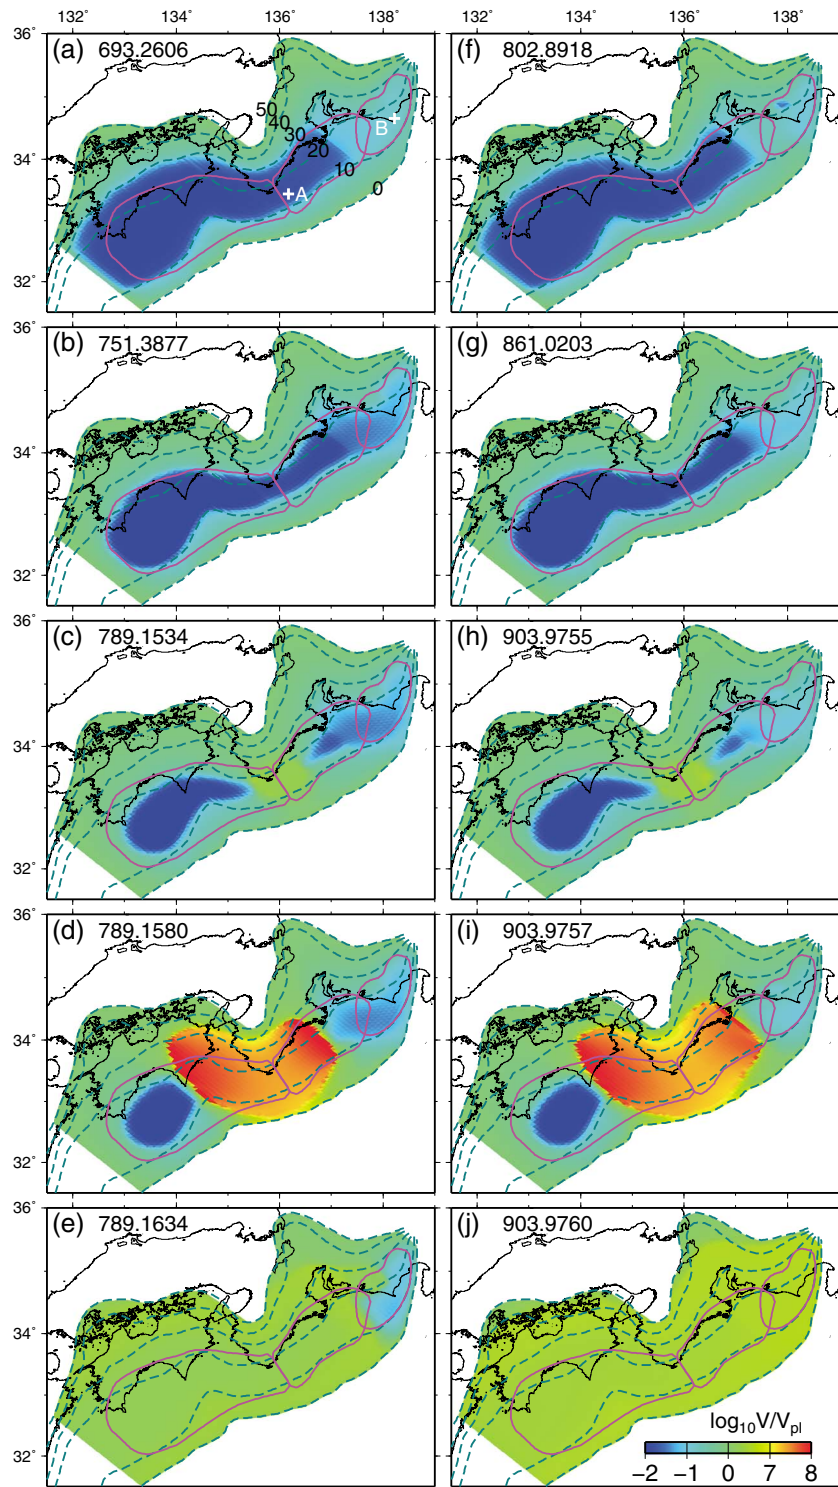 132° 134° 136° 138° 132° 134° 136° 138°
36°
(a) 693.2606
50
40
30
20
10
0
B
A
34°
32°
(f) 802.8918
36°
(b) 751.3877
34°
32°
(g) 861.0203
36°
(c) 789.1534
34°
32°
(h) 903.9755
36°
(d) 789.1580
34°
32°
(i) 903.9757
36°
(e) 789.1634
34°
32°
(j) 903.9760
log10V/Vpl
−2 −1 0 7 8